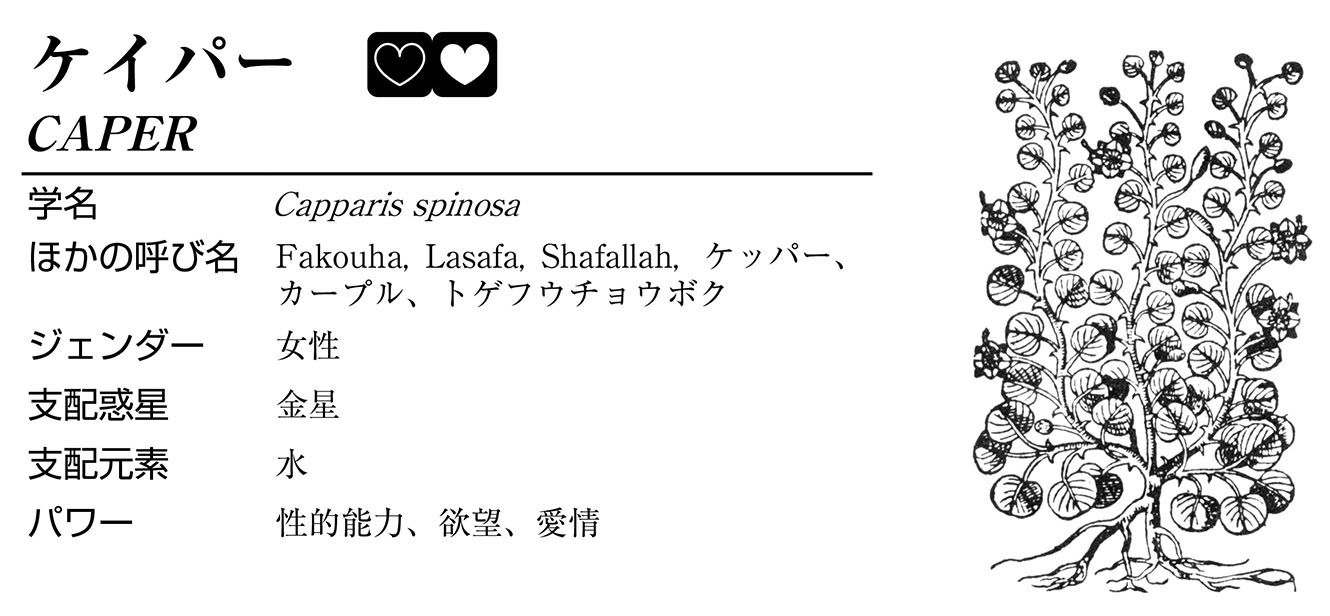 ケイパー
CAPER
学名 Capparis spinosa
ほかの呼び名 Fakouha, Lasafa, Shafallah, ケッパー、
カープル、トゲフウチョウボク
ジェンダー 女性
支配惑星 金星
支配元素 水
パワー 性的能力、欲望、愛情